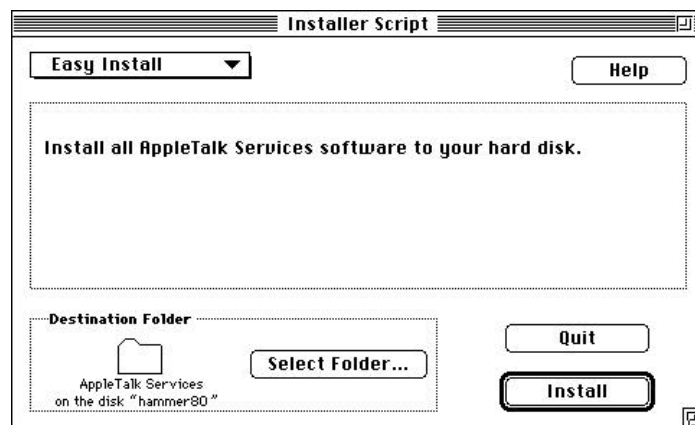 Installer Script
Easy Install
Help
Install all AppleTalk Services software to your hard disk.
Destination Folder
Select Folder...
AppleTalk Services
on the disk "hammer80"
Quit
Install